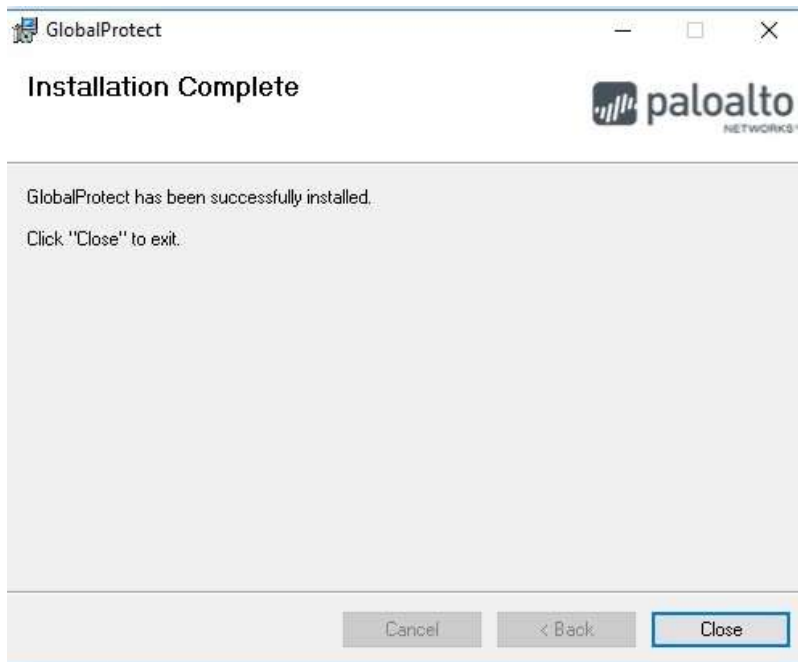 GlobalProtect
Installation Complete
paloalto
NETWORKS
GlobalProtect has been successfully installed.
Click "Close" to exit.
Cancel
< Back
Close